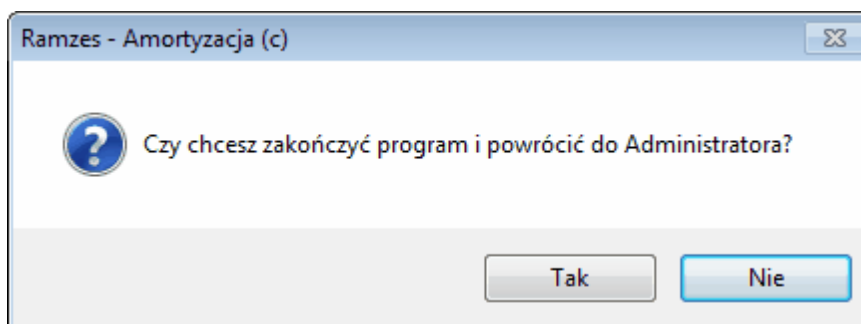 Ramzes - Amortyzacja (c)
Czy chcesz zakończyć program i powrócić do Administratora?
Tak
Nie